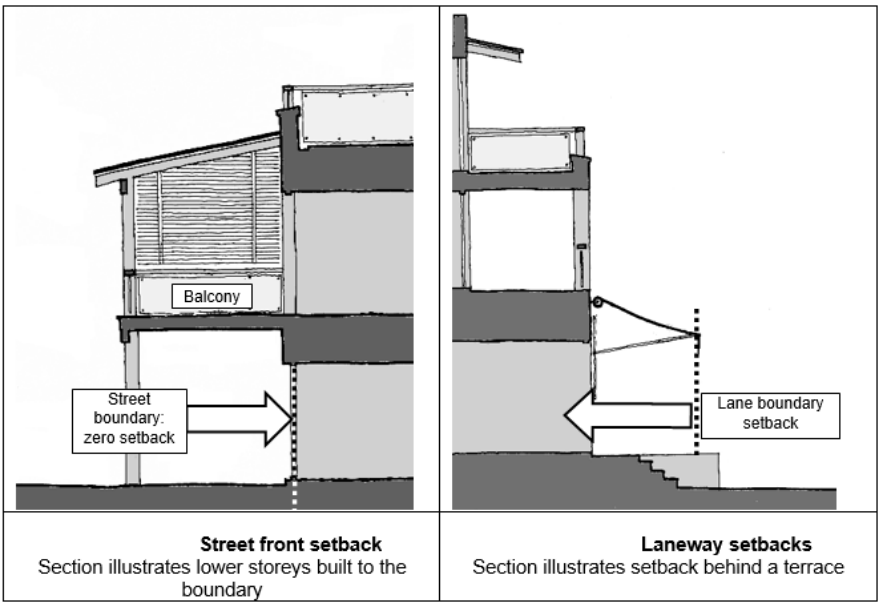 Balcony
Street
boundary:
zero setback
Lane boundary
setback
Street front setback
Section illustrates lower storeys built to the
boundary
Laneway setbacks
Section illustrates setback behind a terrace